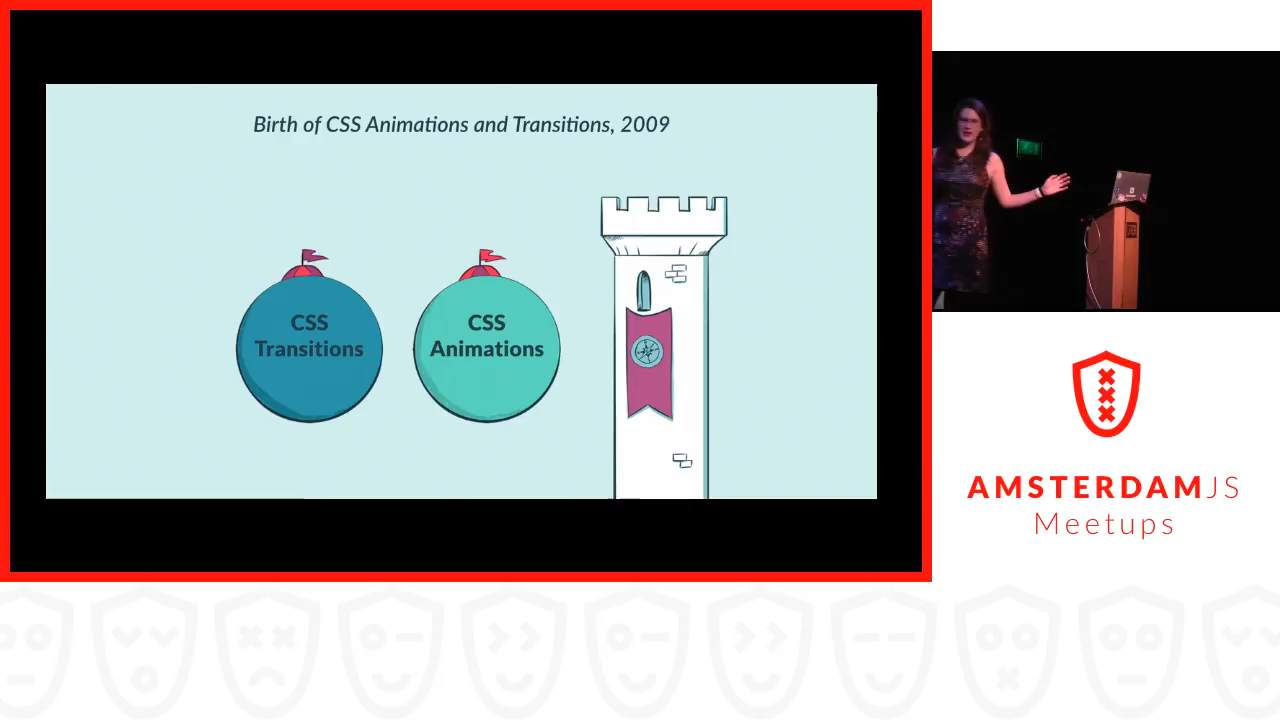 Birth of CSS Animations and Transitions, 2009
CSS
Transitions
CSS
Animations
AMSTERDAMJS
Meetups